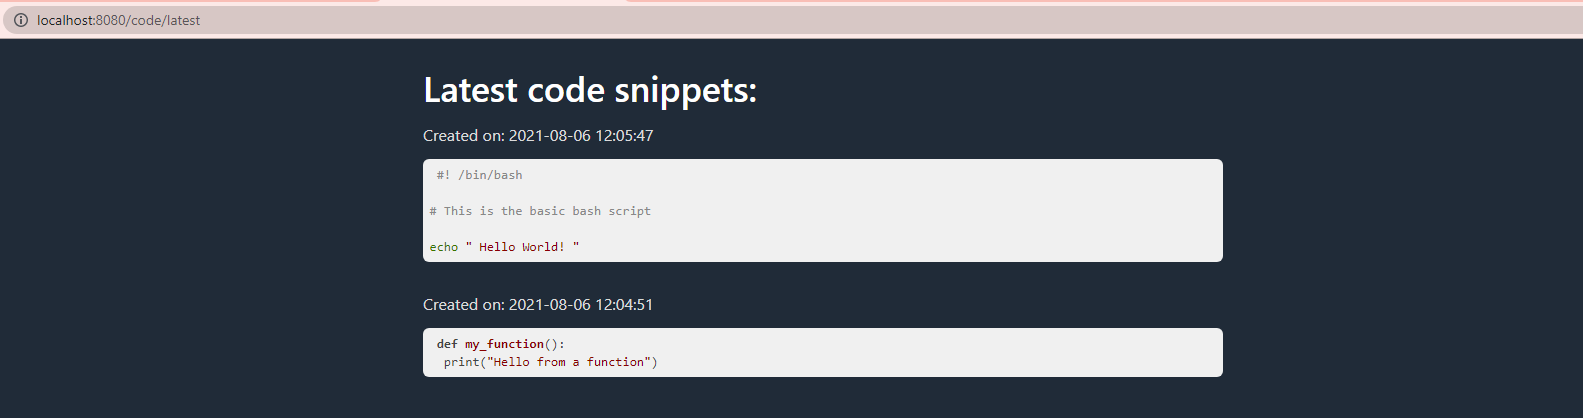 localhost:8080/code/latest
Latest code snippets:
Created on: 2021-08-06 12:05:47
#! /bin/bash
# This is the basic bash script
echo " Hello World! "
Created on: 2021-08-06 12:04:51
def my_function():
print("Hello from a function")